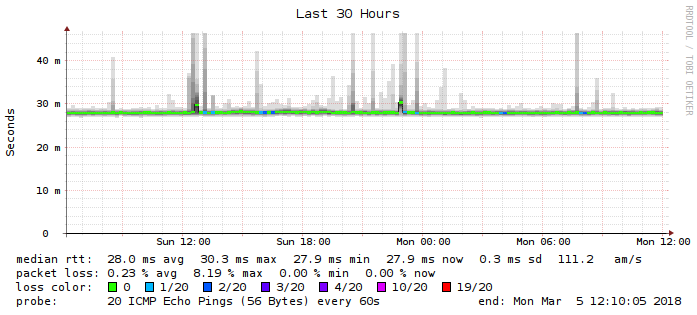 Last 30 Hours
RRDTOOL / TOBI OETIKER
Seconds
40 m
30 m
20 m
10 m
0
Sun 12:00 Sun 18:00 Mon 00:00 Mon 06:00 Mon 12:00
median rtt: 28.0 ms avg 30.3 ms max 27.9 ms min 27.9 ms now 0.3 ms sd 111.2 am/s
packet loss: 0.23 % avg 8.19 % max 0.00 % min 0.00 % now
loss color: 0 1/20 2/20 3/20 4/20 10/20 19/20
probe: 20 ICMP Echo Pings (56 Bytes) every 60s end: Mon Mar 5 12:10:05 2018